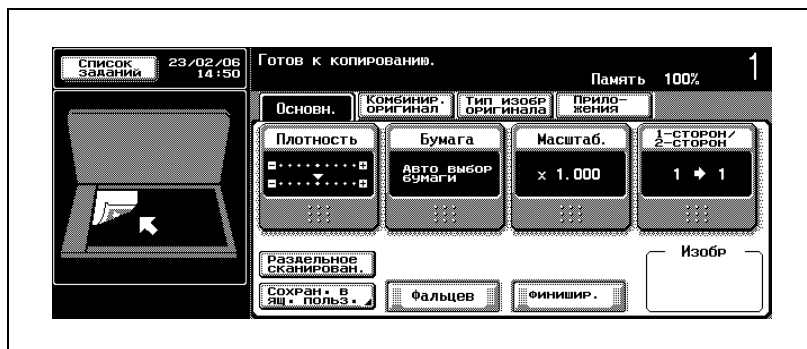 Список
заданий
23/02/06
14:50
Готов к копированию.
Память 100%
1
Основн.
Комбинир.
оригинал
Тип изобр
оригинала
Прило-
жения
Плотность
Бумага
Масштаб.
1-сторон/
2-сторон
Авто выбор
бумаги
x 1.000
1 → 1
Раздельное
сканирован.
Изобр
Сохран. в
ящ. польз.
Фальцев
Финишир.